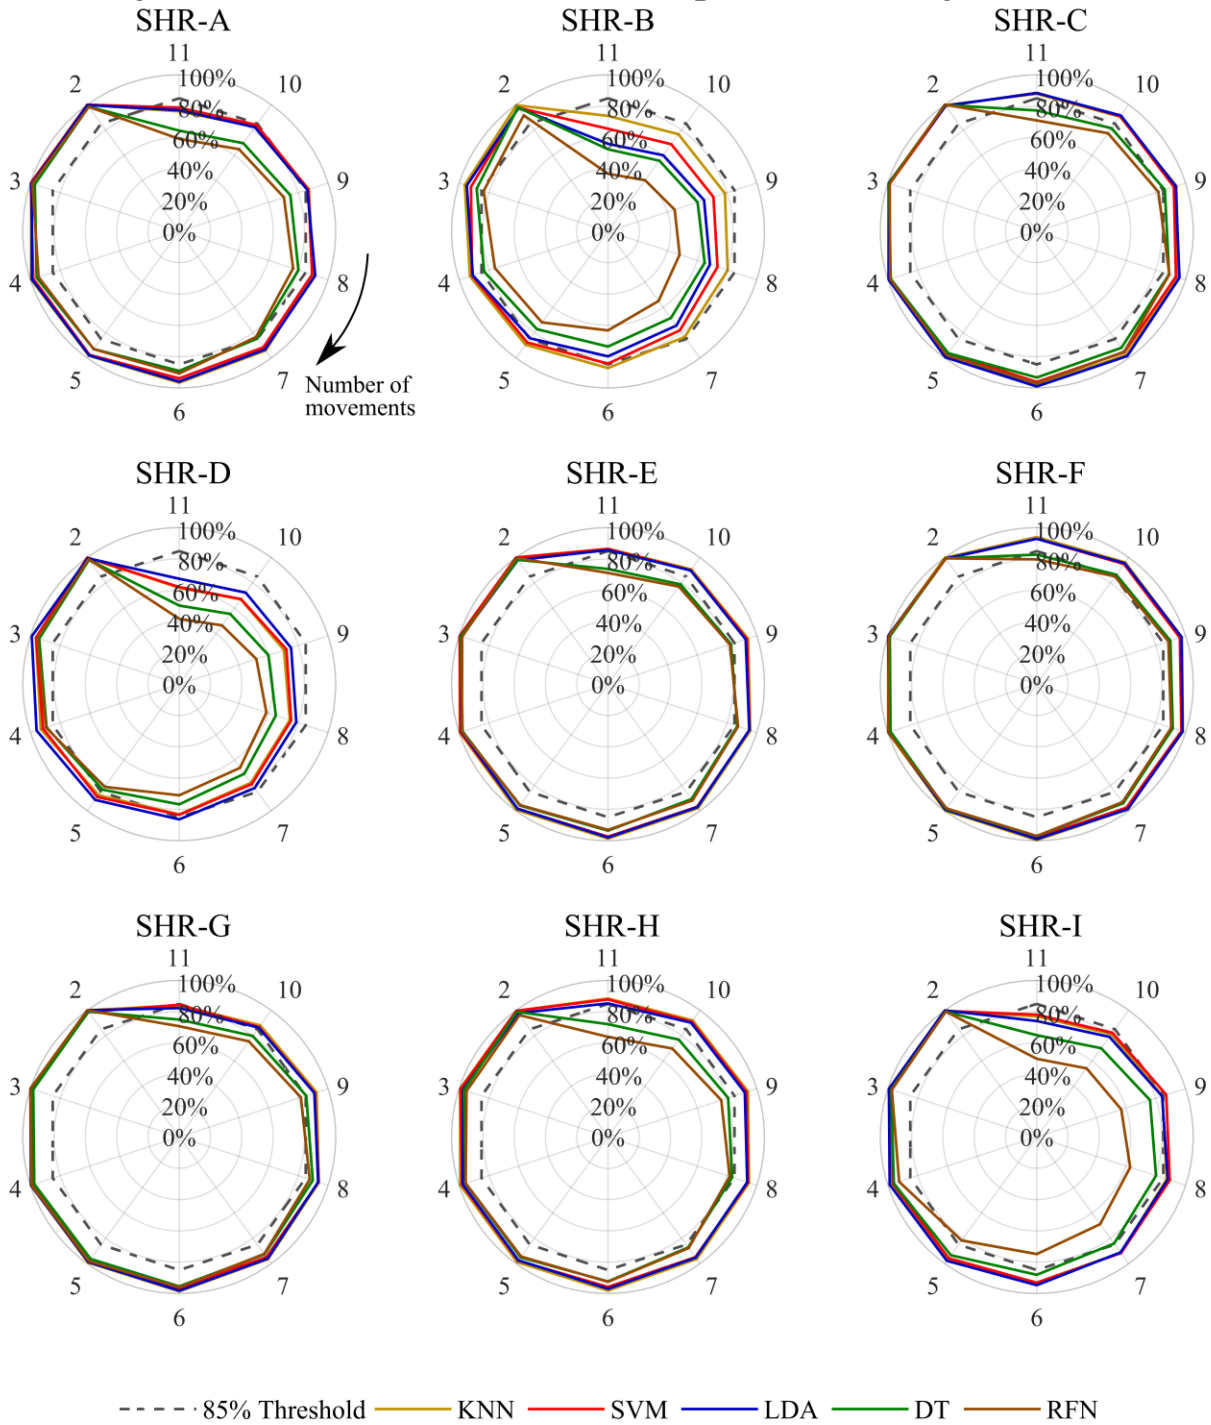 SHR-A SHR-B SHR-C
11 11 11
2 100% 10 2 100% 10 2 100% 10
80% 80% 80%
60% 60% 60%
3 40% 9 3 40% 9 3 40% 9
20% 20% 20%
0% 0% 0%
4 8 4 8 4 8
5 7 5 7 5 7
Number of
movements
6 6 6
SHR-D SHR-E SHR-F
11 11 11
2 100% 10 2 100% 10 2 100% 10
80% 80% 80%
60% 60% 60%
3 40% 9 3 40% 9 3 40% 9
20% 20% 20%
0% 0% 0%
4 8 4 8 4 8
5 7 5 7 5 7
6 6 6
SHR-G SHR-H SHR-I
11 11 11
2 100% 10 2 100% 10 2 100% 10
80% 80% 80%
60% 60% 60%
3 40% 9 3 40% 9 3 40% 9
20% 20% 20%
0% 0% 0%
4 8 4 8 4 8
5 7 5 7 5 7
6 6 6
85% Threshold KNN SVM LDA DT RFN